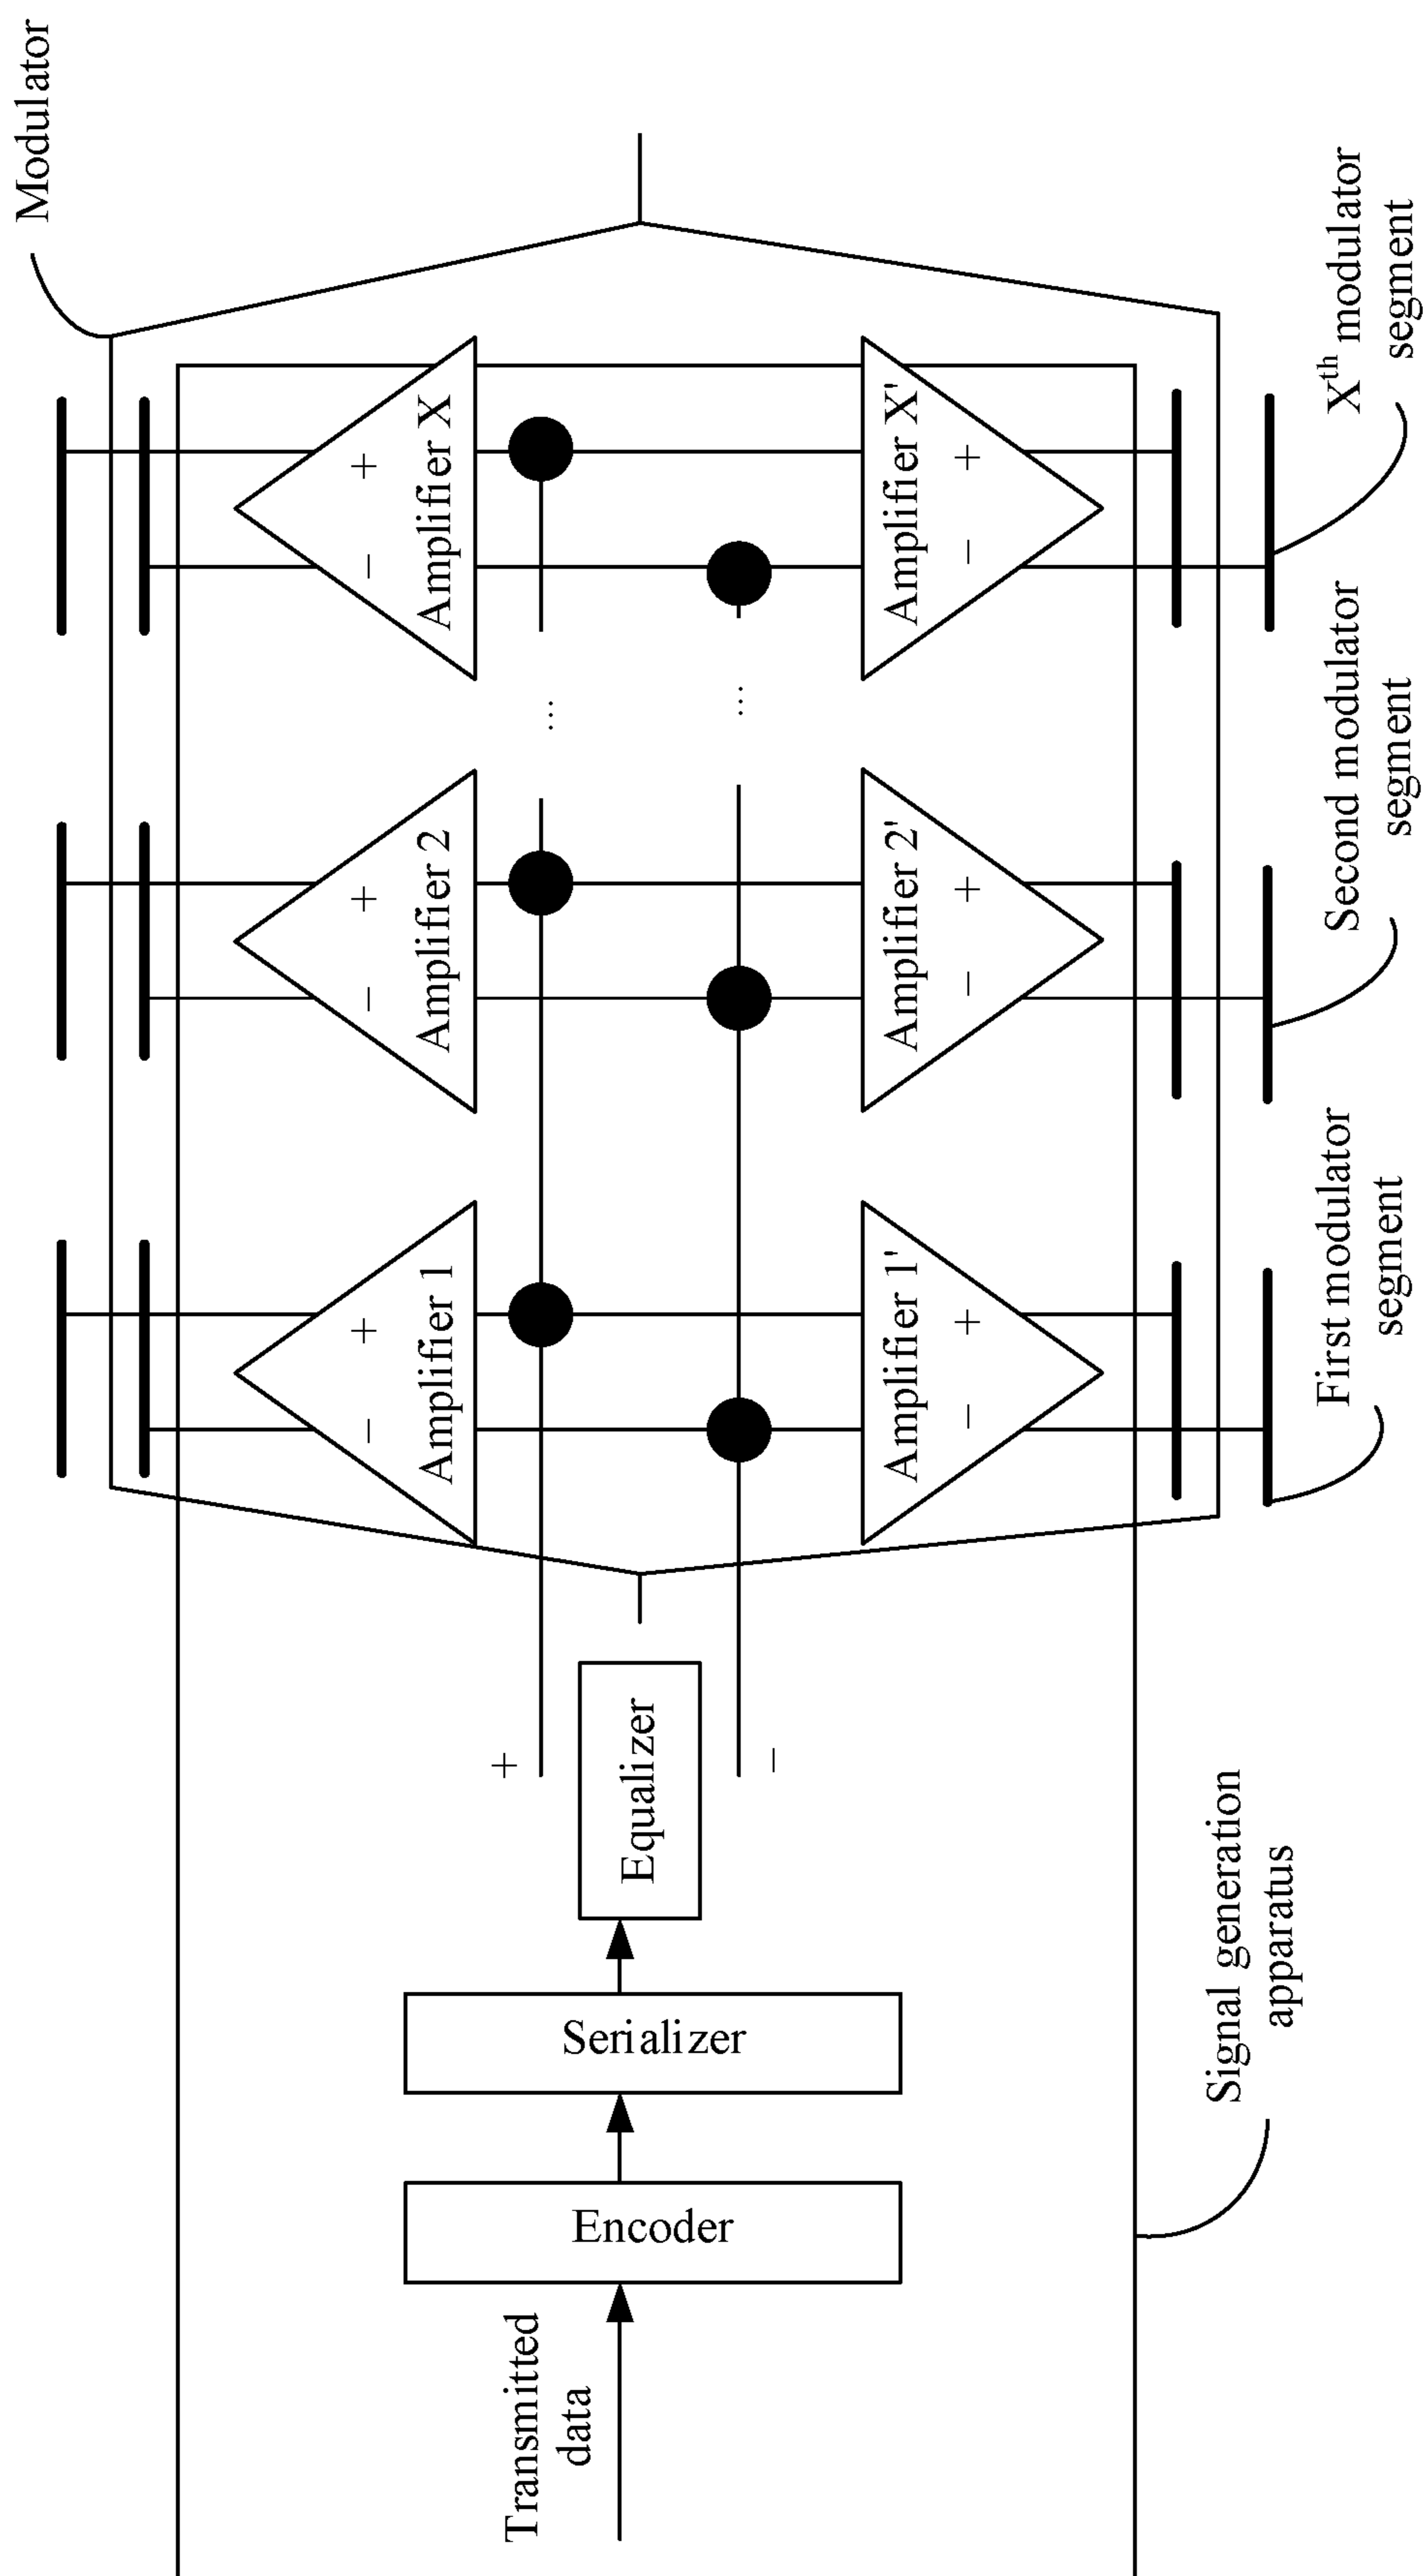 Modulator
+
−
Amplifier X
+
−
Amplifier X'
Xth modulator
segment
...
...
+
−
Amplifier 2
+
−
Amplifier 2'
Second modulator
segment
+
−
Amplifier 1
+
−
Amplifier 1'
First modulator
segment
+
−
Equalizer
Serializer
Encoder
Transmitted
data
Signal generation
apparatus